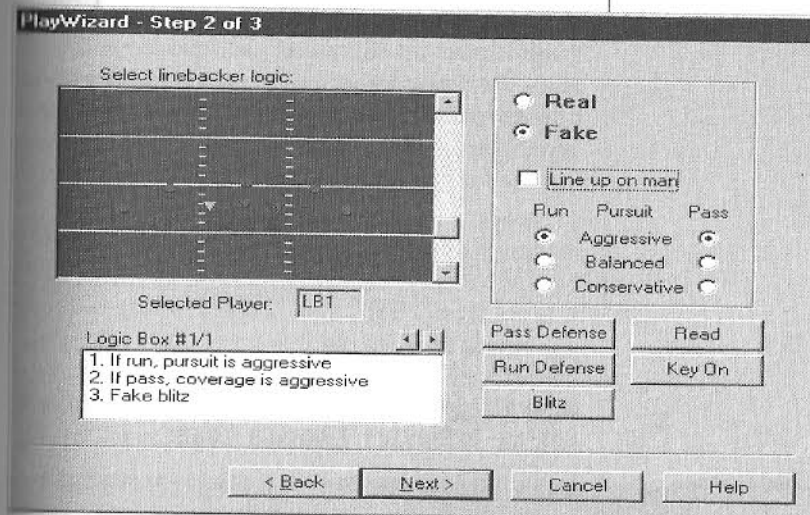 PlayWizard - Step 2 of 3
Select linebacker logic:
Real
Fake
Line up on man
Run Pursuit Pass
Aggressive
Balanced
Conservative
Selected Player: LB1
Logic Box #1/1
1. If run, pursuit is aggressive
2. If pass, coverage is aggressive
3. Fake blitz
Pass Defense Read
Run Defense Key On
Blitz
< Back Next > Cancel Help